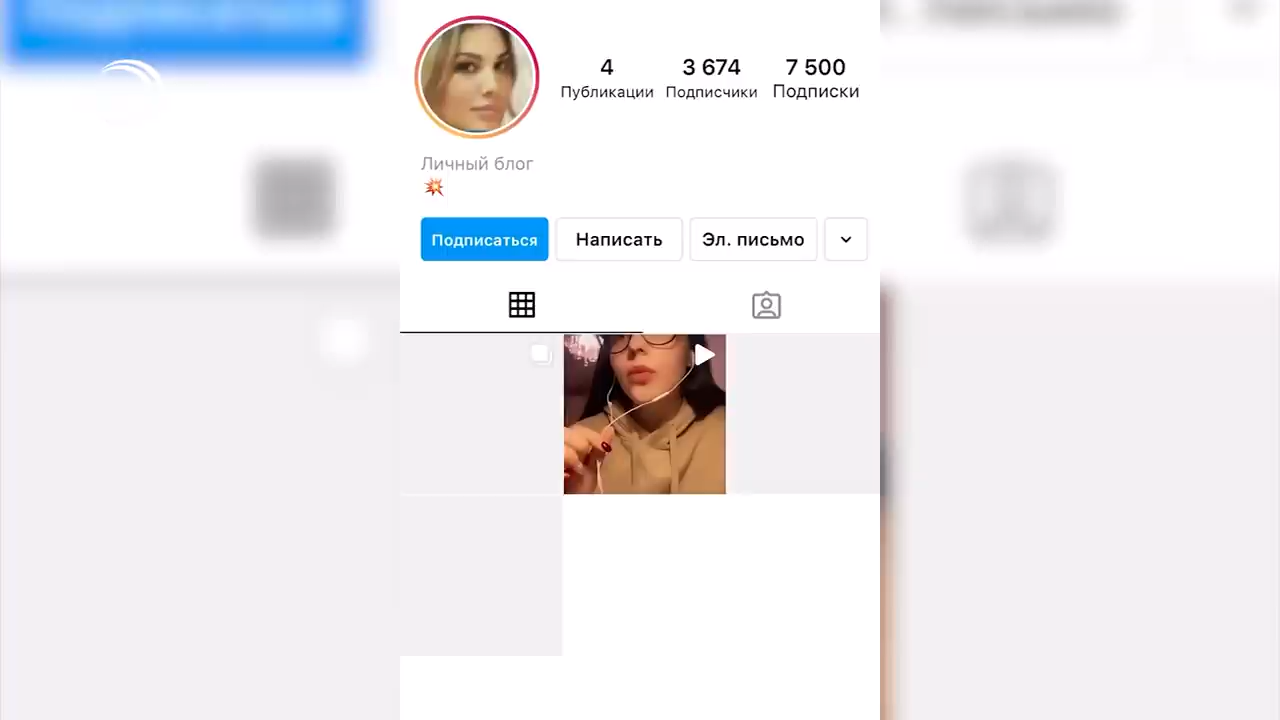 4 3 674 7 500
Публикации Подписчики Подписки
Личный блог
Подписаться Написать Эл. письмо